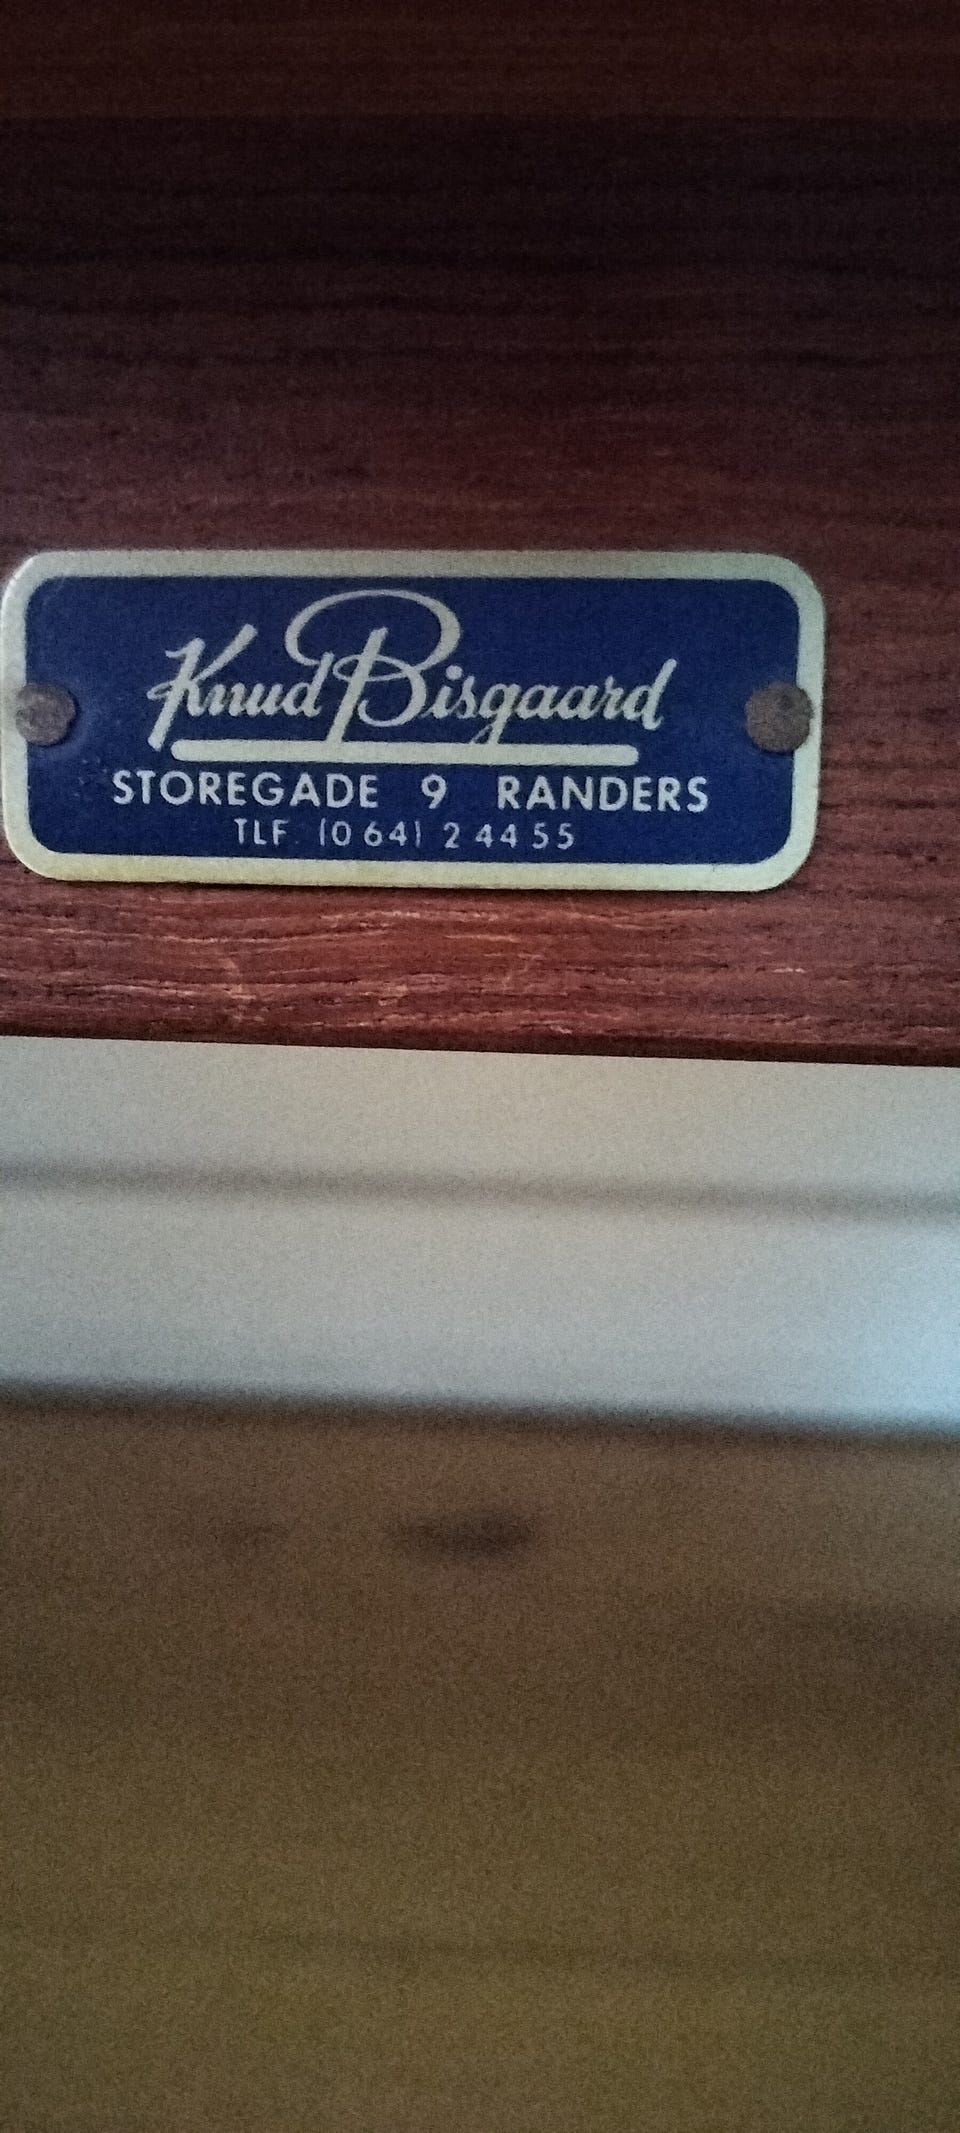 Knud Bisgaard
STOREGADE 9 RANDERS
TLF. (064) 2 44 55